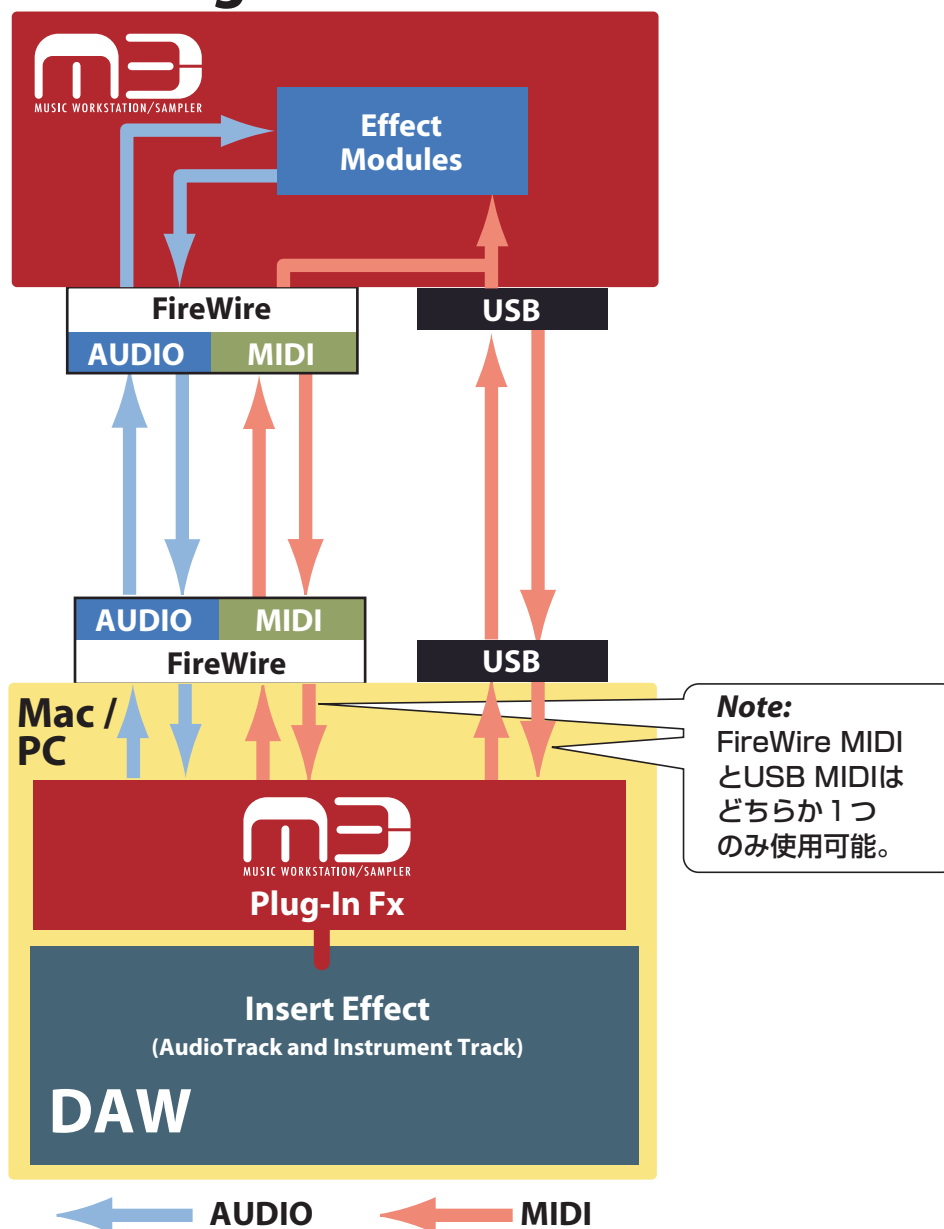 m3
MUSIC WORKSTATION/SAMPLER
Effect
Modules
FireWire
USB
AUDIO MIDI
AUDIO MIDI
FireWire
USB
Mac /
PC
Note:
FireWire MIDI
とUSB MIDIは
どちらか1つ
のみ使用可能。
m3
MUSIC WORKSTATION/SAMPLER
Plug-In Fx
Insert Effect
(AudioTrack and Instrument Track)
DAW
AUDIO MIDI